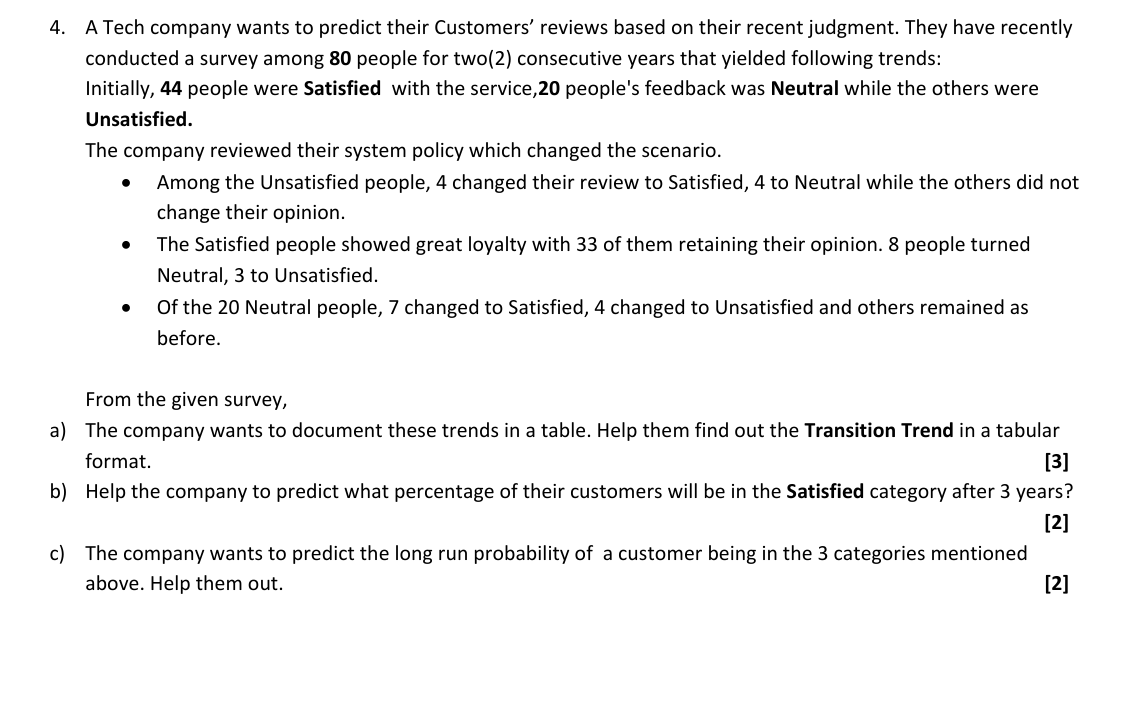 4. A Tech company wants to predict their Customers’ reviews based on their recent judgment. They have recently
conducted a survey among 80 people for two(2) consecutive years that yielded following trends:
Initially, 44 people were Satisfied with the service,20 people's feedback was Neutral while the others were
Unsatisfied.
The company reviewed their system policy which changed the scenario.
• Among the Unsatisfied people, 4 changed their review to Satisfied, 4 to Neutral while the others did not
change their opinion.
• The Satisfied people showed great loyalty with 33 of them retaining their opinion. 8 people turned
Neutral, 3 to Unsatisfied.
• Of the 20 Neutral people, 7 changed to Satisfied, 4 changed to Unsatisfied and others remained as
before.
From the given survey,
a) The company wants to document these trends in a table. Help them find out the Transition Trend in a tabular
format. [3]
b) Help the company to predict what percentage of their customers will be in the Satisfied category after 3 years?
[2]
c) The company wants to predict the long run probability of a customer being in the 3 categories mentioned
above. Help them out. [2]